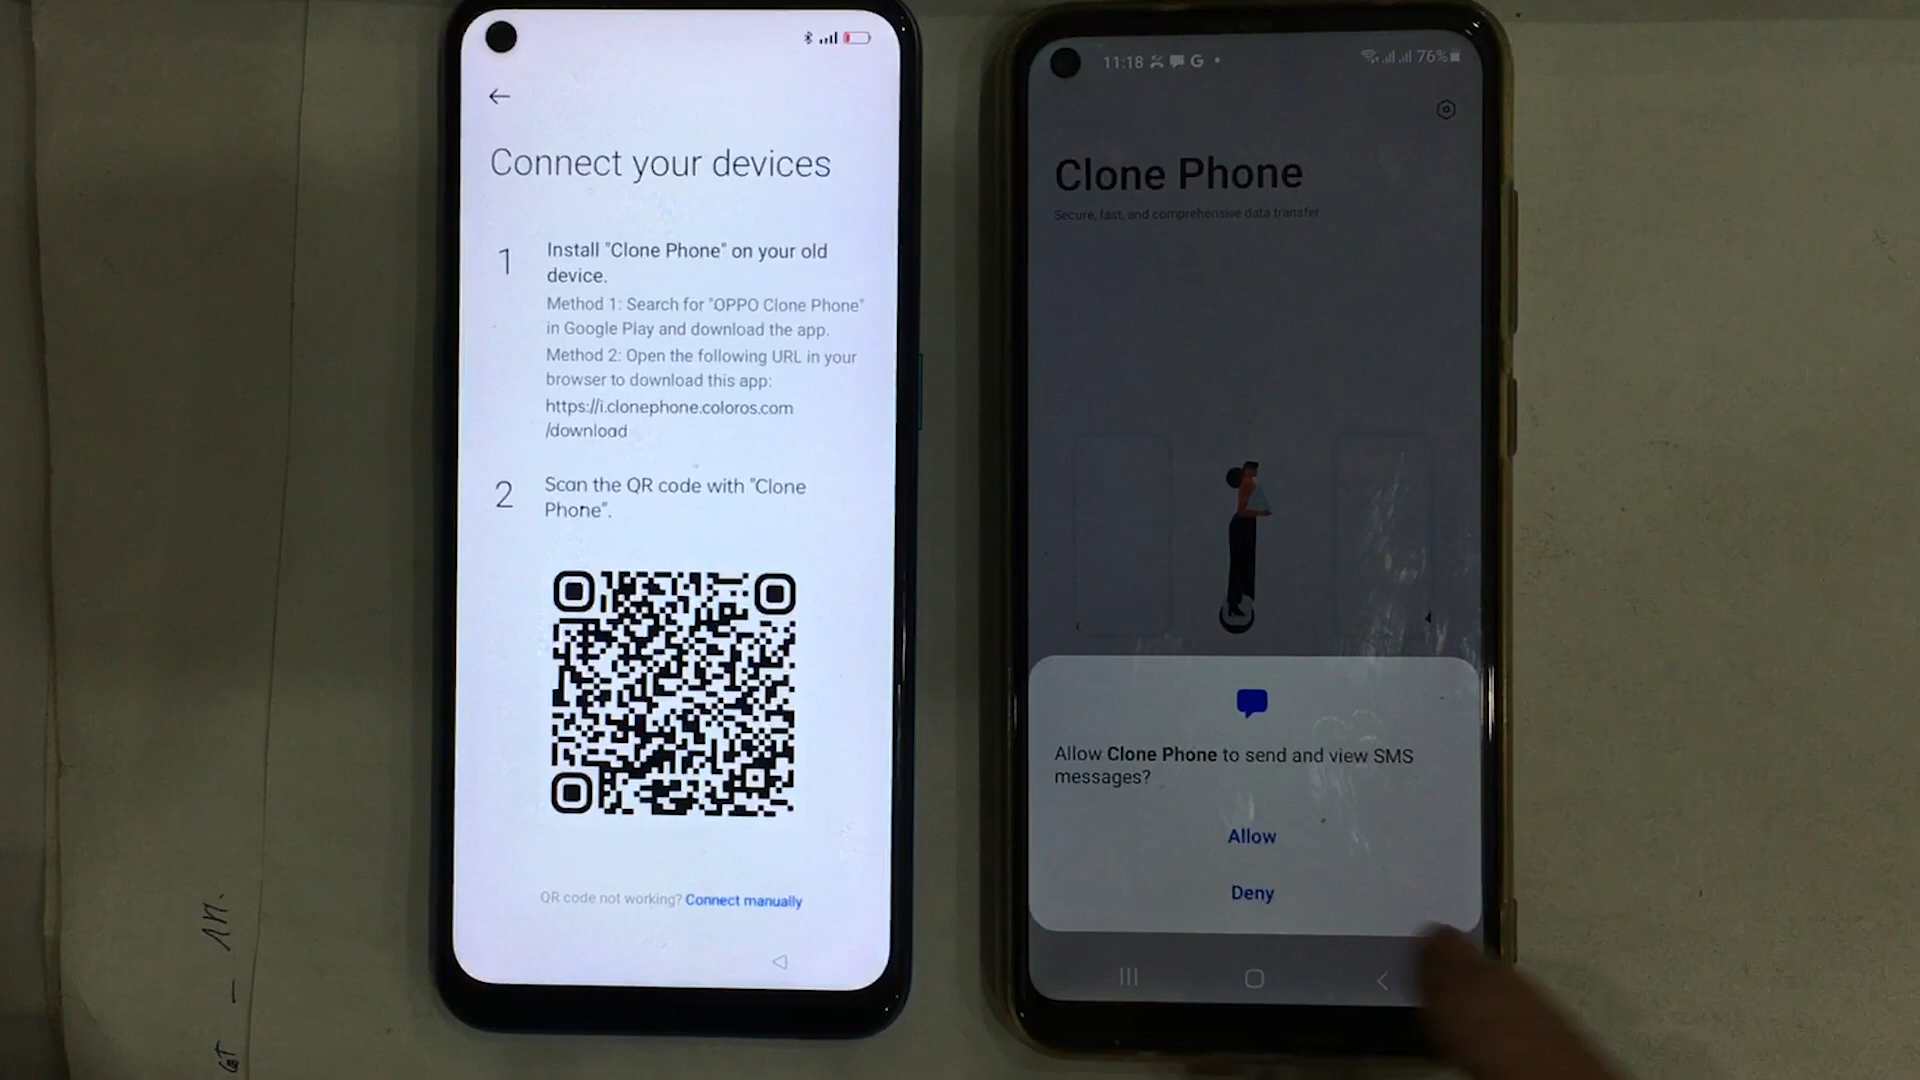 Connect your devices
1
Install "Clone Phone" on your old
device.
Method 1: Search for "OPPO Clone Phone"
in Google Play and download the app.
Method 2: Open the following URL in your
browser to download this app:
https://i.clonephone.coloros.com
/download
2
Scan the QR code with "Clone
Phone".
QR code not working? Connect manually
11:18
G
76%
Clone Phone
Secure, fast, and comprehensive data transfer
Allow Clone Phone to send and view SMS
messages?
Allow
Deny